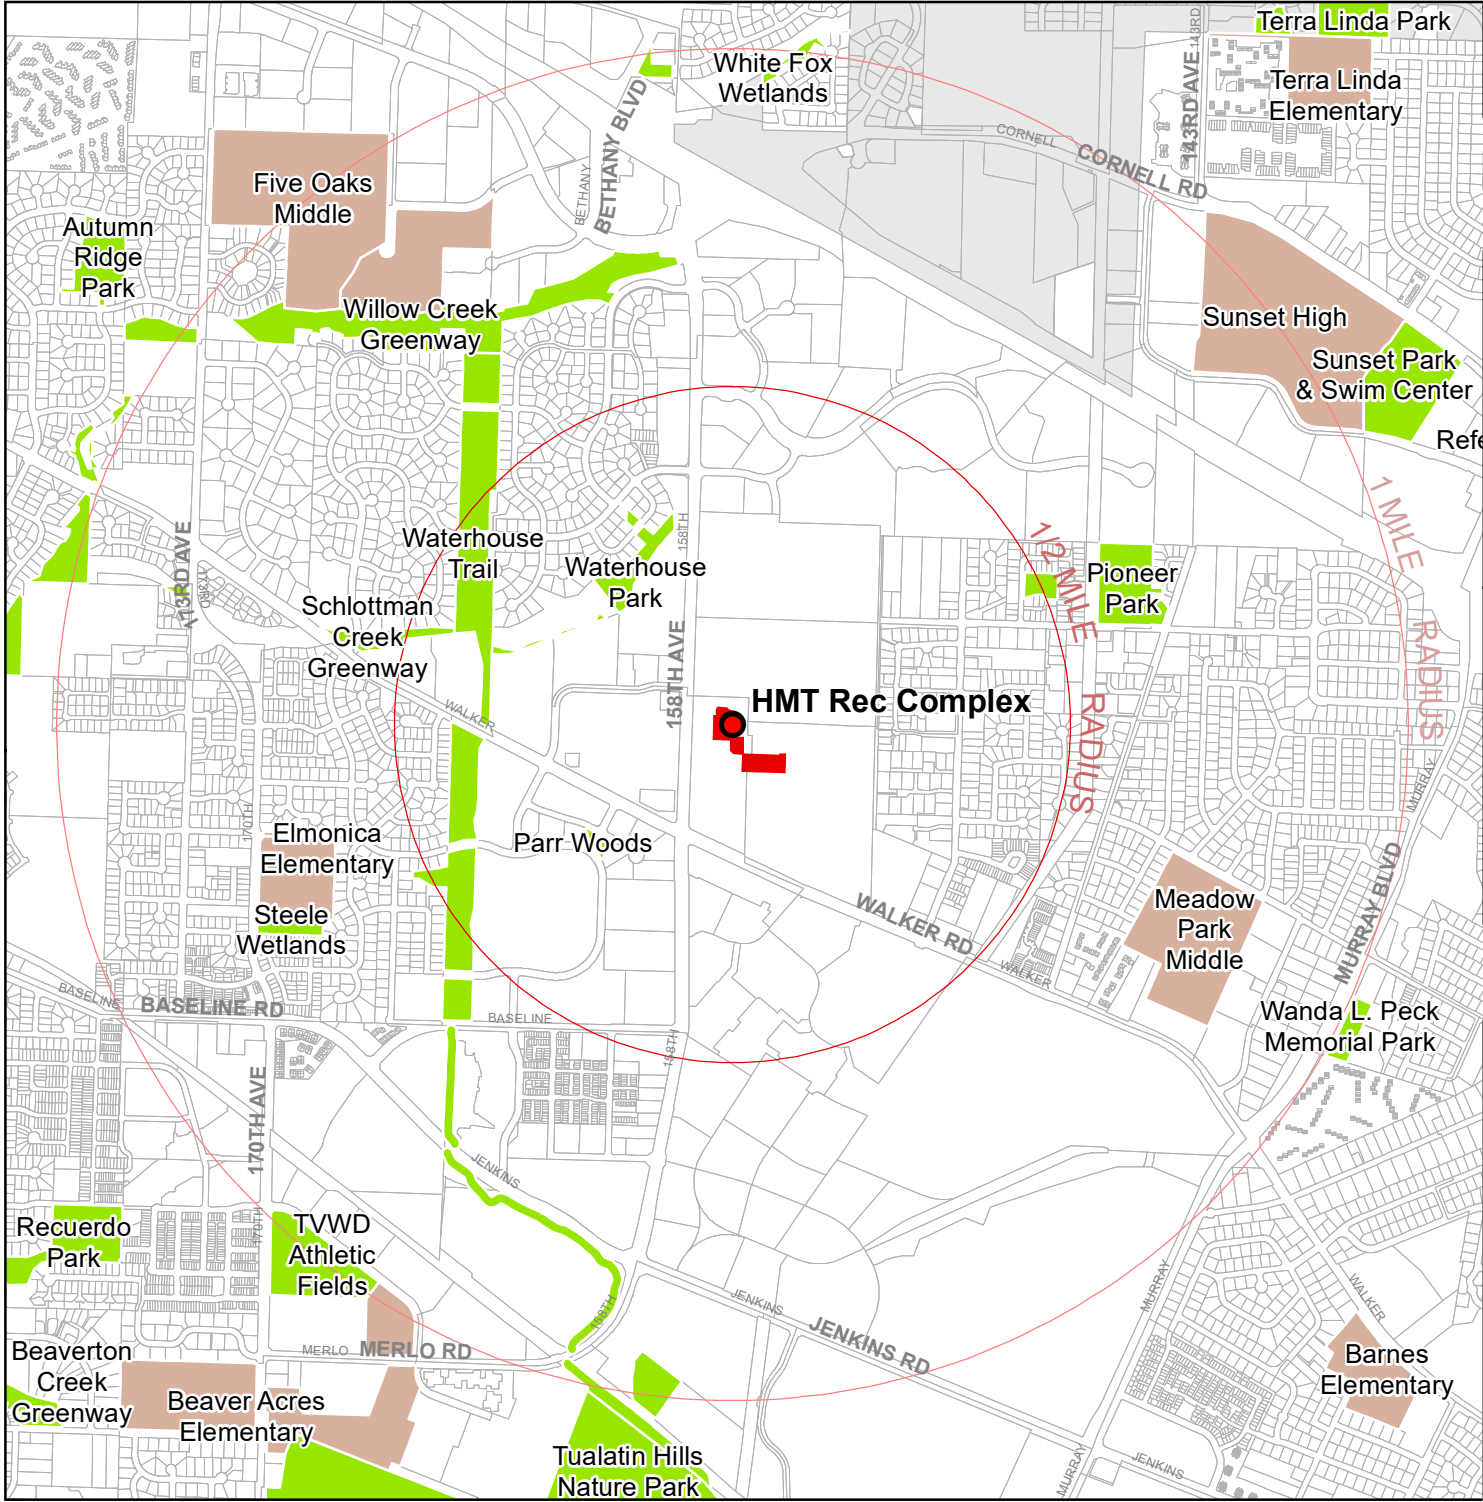 Terra Linda Park
143RD
White Fox
Wetlands
143RD AVE
Terra Linda
Elementary
BETHANY BLVD
BETHANY
CORNELL
CORNELL RD
Five Oaks
Middle
Autumn
Ridge
Park
Willow Creek
Greenway
Sunset High
Sunset Park
& Swim Center
Refe
1 MILE
RADIUS
1/2 MILE
RADIUS
Waterhouse
Trail
158TH
Waterhouse
Park
Pioneer
Park
173RD AVE
173RD
Schlottman
Creek
Greenway
158TH AVE
WALKER
HMT Rec Complex
MURRAY
170TH
Elmonica
Elementary
Parr Woods
Steele
Wetlands
WALKER RD
WALKER
Meadow
Park
Middle
MURRAY BLVD
BASELINE
BASELINE RD
BASELINE
158TH
Wanda L. Peck
Memorial Park
170TH AVE
JENKINS
170TH
Recuerdo
Park
TVWD
Athletic
Fields
158TH
JENKINS
JENKINS RD
MURRAY
WALKER
MERLO
MERLO RD
Beaverton
Creek
Greenway
Beaver Acres
Elementary
Barnes
Elementary
Tualatin Hills
Nature Park
MURRAY
JENKINS